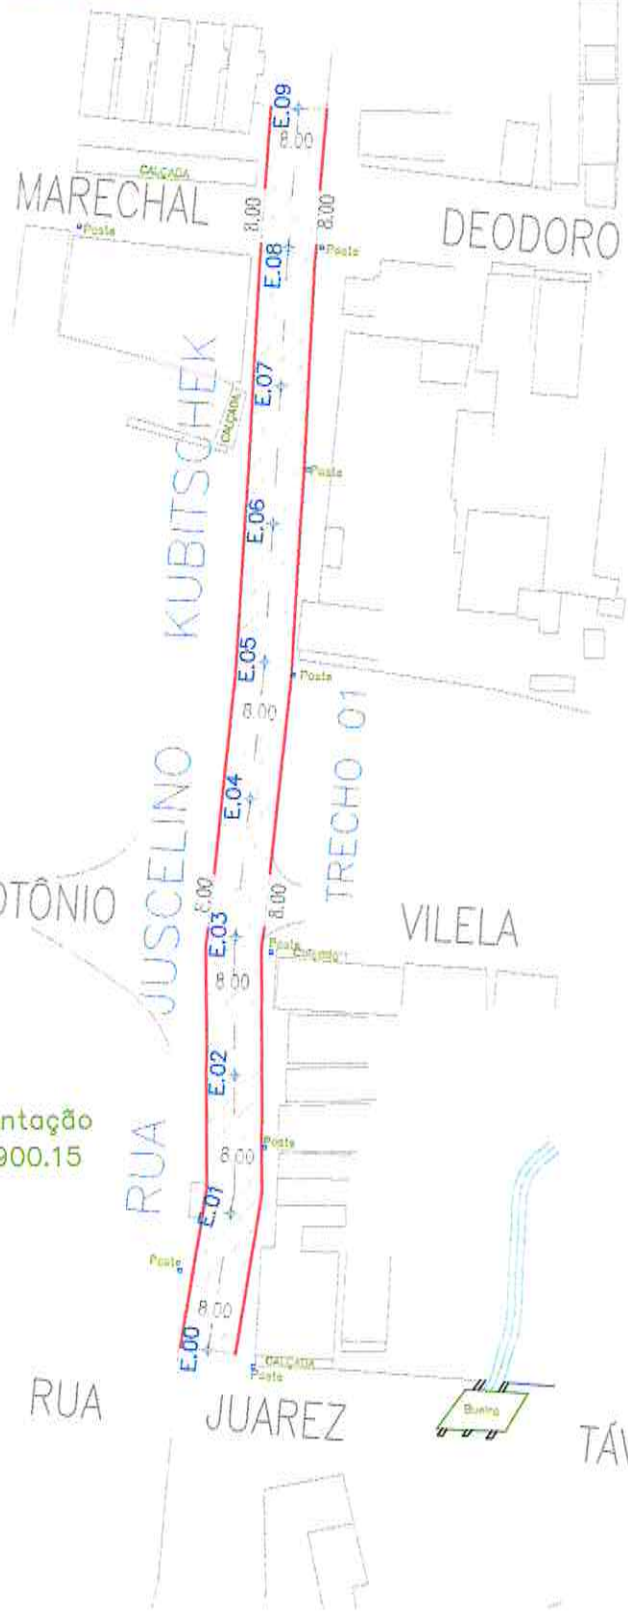 E.09
8.00
CALÇADA
MARECHAL
8.00
8.00
DEODORO
Poste
E.08
Poste
KUBITSCHEK
E.07
CALÇADA
Poste
E.06
E.05
Poste
8.00
TRECHO 01
E.04
JUSCELINO
OTÔNIO
8.00
8.00
VILELA
E.03
Poste
8.00
E.02
ntação
900.15
RUA
Poste
8.00
E.01
Poste
8.00
E.00
CALÇADA
Poste
RUA
JUAREZ
Bueiro
TÁV